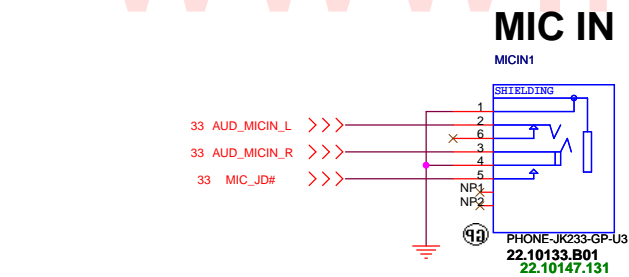 MIC IN
MICIN1
SHIELDING
1
33 AUD_MICIN_L 2
6
33 AUD_MICIN_R 3
4
33 MIC_JD# 5
NP1
NP2
PHONE-JK233-GP-U3
22.10133.B01
22.10147.131